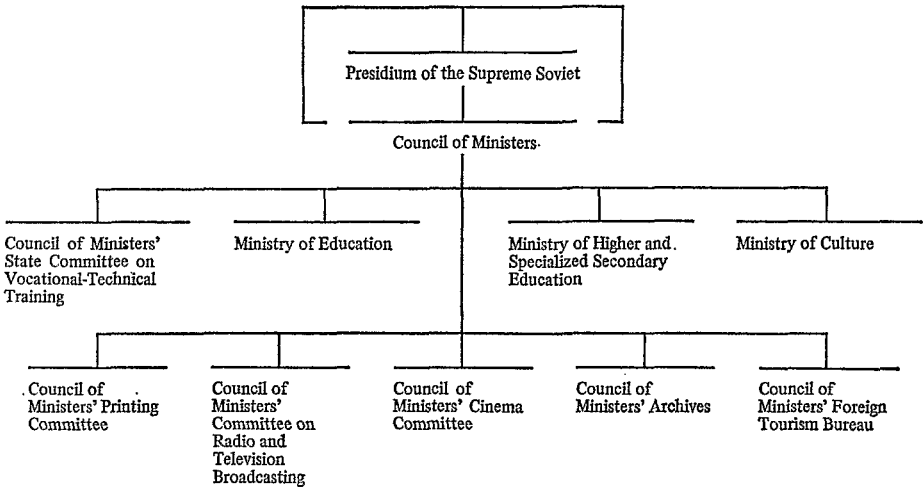 Presidium of the Supreme Soviet
Council of Ministers.
Council of Ministers'
State Committee on
Vocational-Technical
Training
Ministry of Education
Ministry of Higher and.
Specialized Secondary
Education
Ministry of Culture
Council of
Ministers' Printing
Committee
Council of
Ministers'
Committee on
Radio and
Television
Broadcasting
Council of
Ministers' Cinema
Committee
Council of
Ministers' Archives
Council of
Ministers' Foreign
Tourism Bureau